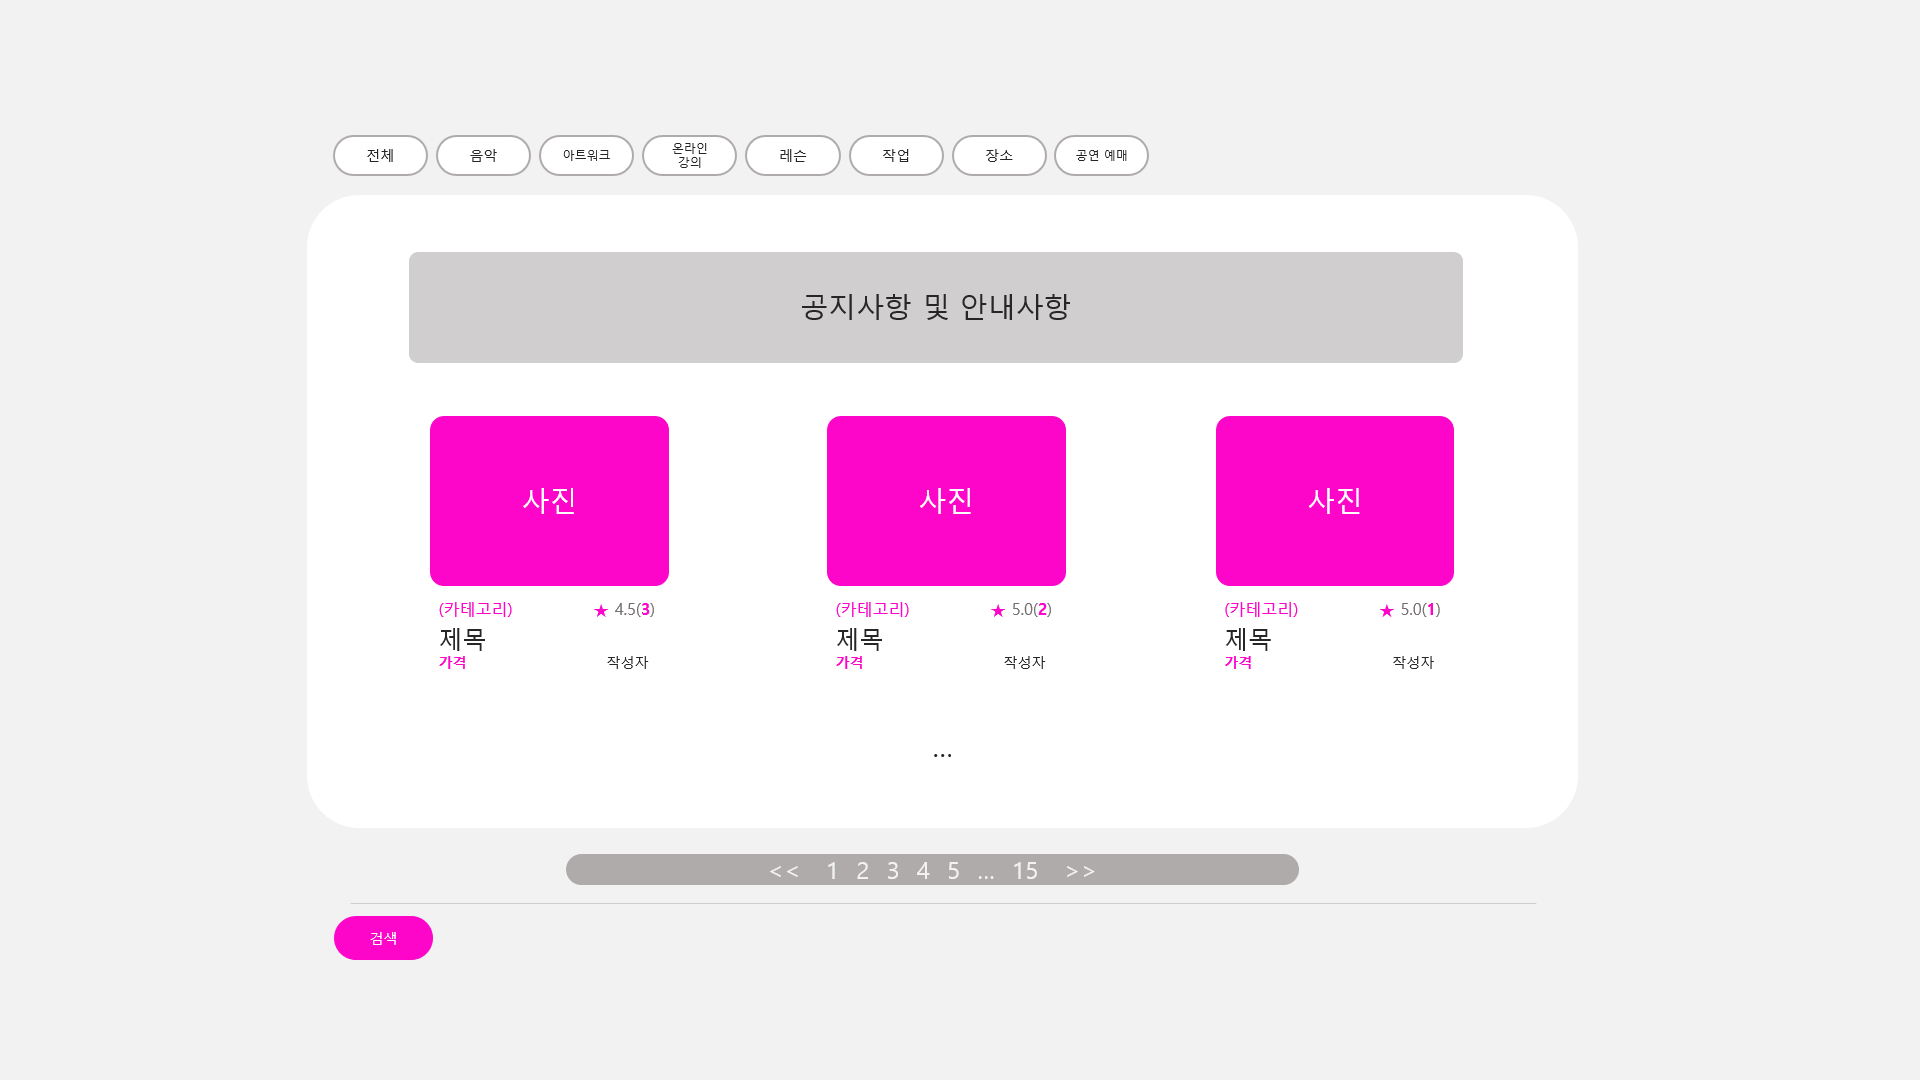 전체 음악 아트워크 온라인 강의 레슨 작업 장소 공연 예매
공지사항 및 안내사항
사진 사진 사진
(카테고리) ★ 4.5(3) (카테고리) ★ 5.0(2) (카테고리) ★ 5.0(1)
제목 제목 제목
가격 작성자 가격 작성자 가격 작성자
...
<< 1 2 3 4 5 ... 15 >>
검색